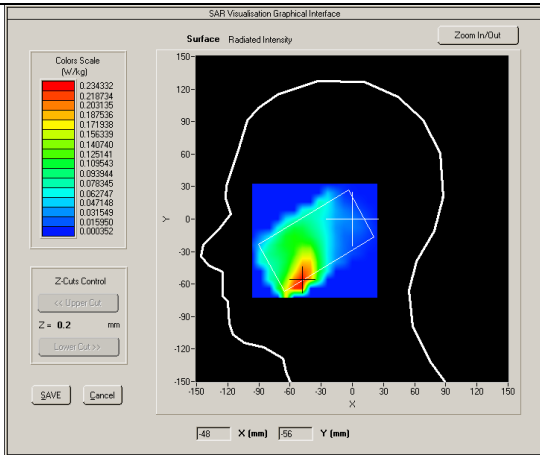 SAR Visualisation Graphical Interface
Surface Radiated Intensity
Zoom In/Out
Colors Scale
(W/kg)
0.234332
0.218734
0.203135
0.187536
0.171938
0.156339
0.140740
0.125141
0.109543
0.093944
0.078345
0.062747
0.047148
0.031549
0.015950
0.000352
Z-Cuts Control
<< Upper Cut
Z = 0.2 mm
Lower Cut >>
SAVE Cancel
150
120
90
60
30
0
-30
-60
-90
-120
-150
Y
-150 -120 -90 -60 -30 0 30 60 90 120 150
X
-48 X (mm) -56 Y (mm)